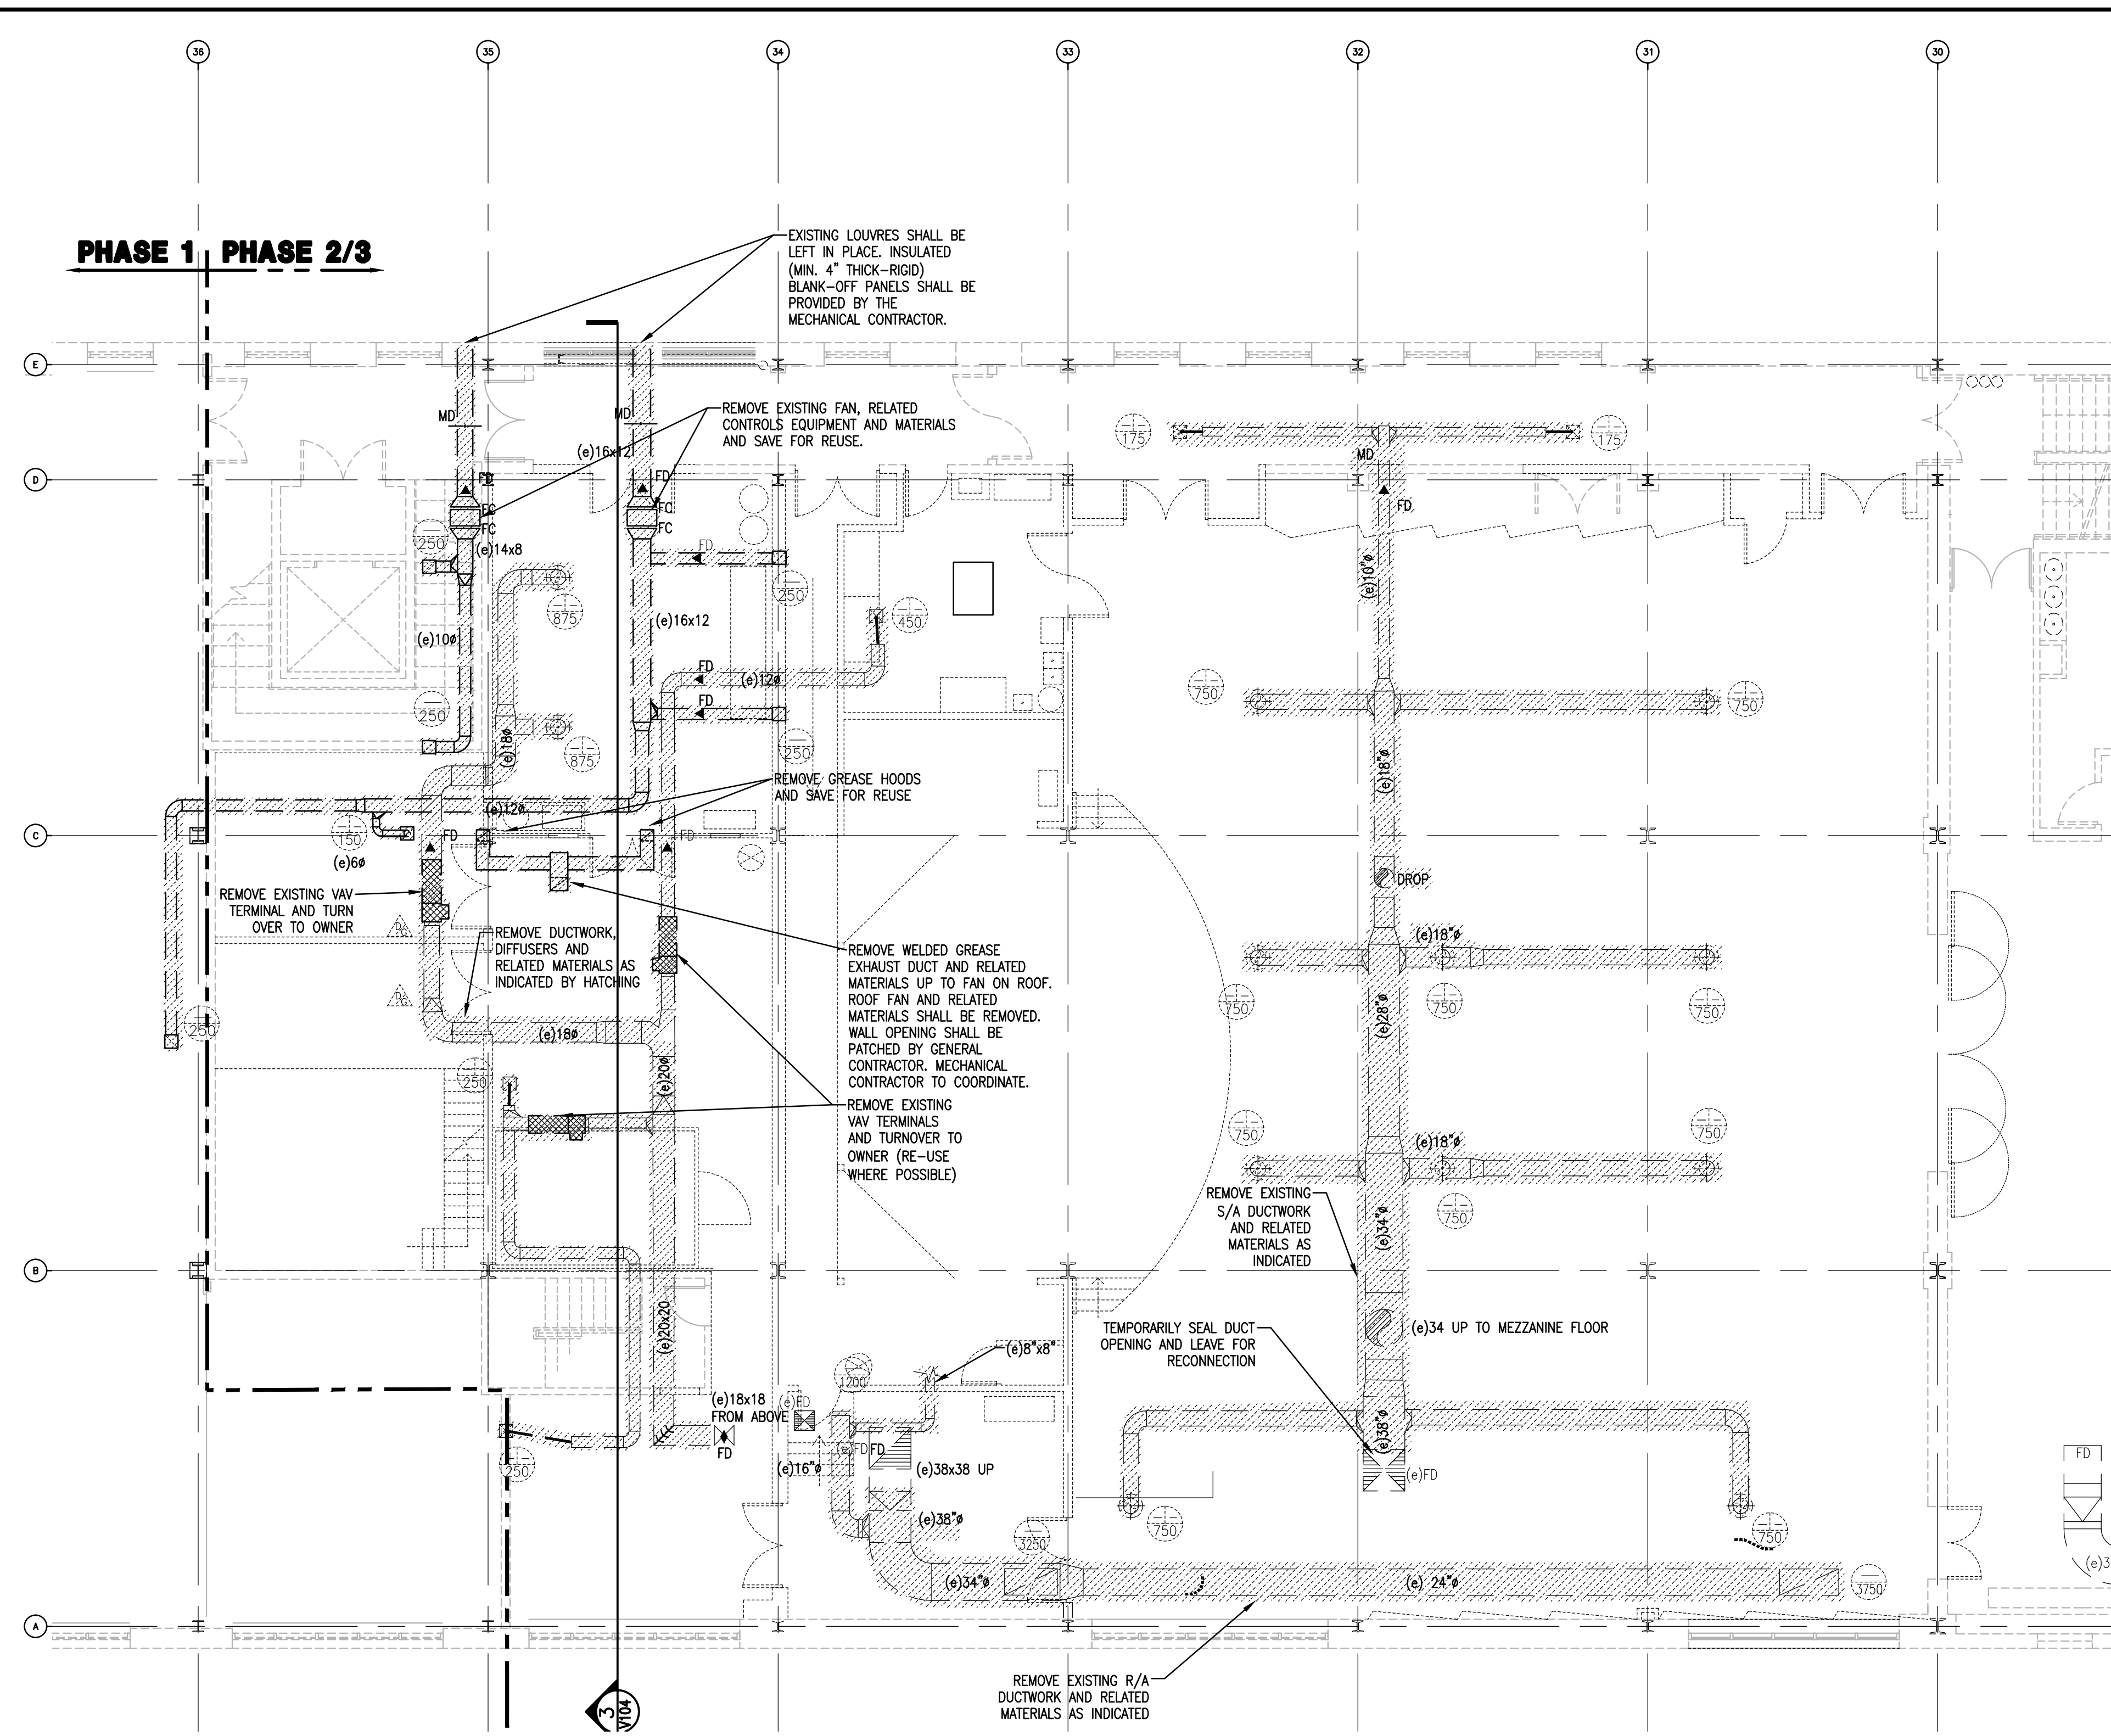 36
35
34
33
32
31
30
PHASE 1
PHASE 2/3
EXISTING LOUVRES SHALL BE
LEFT IN PLACE. INSULATED
(MIN. 4" THICK-RIGID)
BLANK-OFF PANELS SHALL BE
PROVIDED BY THE
MECHANICAL CONTRACTOR.
E
MD
MD
REMOVE EXISTING FAN, RELATED
CONTROLS EQUIPMENT AND MATERIALS
AND SAVE FOR REUSE.
175
175
(e)16x12
MD
D
FD
FD
FD
FC
FC
FC
FC
250
(e)14x8
FD
(e)10"ø
250
875
450
(e)16x12
(e)10ø
FD
(e)12ø
750
750
FD
250
(e)18ø
875
250
(e)18"ø
REMOVE GREASE HOODS
AND SAVE FOR REUSE
(e)12ø
C
150
FD
FD
(e)6ø
DROP
REMOVE EXISTING VAV
TERMINAL AND TURN
OVER TO OWNER
D/G
REMOVE DUCTWORK,
DIFFUSERS AND
RELATED MATERIALS AS
INDICATED BY HATCHING
D/G
REMOVE WELDED GREASE
EXHAUST DUCT AND RELATED
MATERIALS UP TO FAN ON ROOF.
ROOF FAN AND RELATED
MATERIALS SHALL BE REMOVED.
WALL OPENING SHALL BE
PATCHED BY GENERAL
CONTRACTOR. MECHANICAL
CONTRACTOR TO COORDINATE.
(e)18"ø
750
750
750
(e)28"ø
250
(e)18ø
250
(e)20ø
REMOVE EXISTING
VAV TERMINALS
AND TURNOVER TO
OWNER (RE-USE
WHERE POSSIBLE)
750
(e)18"ø
750
750
REMOVE EXISTING
S/A DUCTWORK
AND RELATED
MATERIALS AS
INDICATED
(e)34"ø
B
(e)20x20
TEMPORARILY SEAL DUCT
OPENING AND LEAVE FOR
RECONNECTION
(e)34 UP TO MEZZANINE FLOOR
(e)8"x8"
1200
(e)18x18
FROM ABOVE
(e)FD
FD
(e)FD
FD
(e)38"ø
(e)16"ø
(e)38x38 UP
(e)FD
FD
250
(e)38"ø
750
750
3250
(e)3
(e)34"ø
(e) 24"ø
3750
A
REMOVE EXISTING R/A
DUCTWORK AND RELATED
MATERIALS AS INDICATED
3
V104